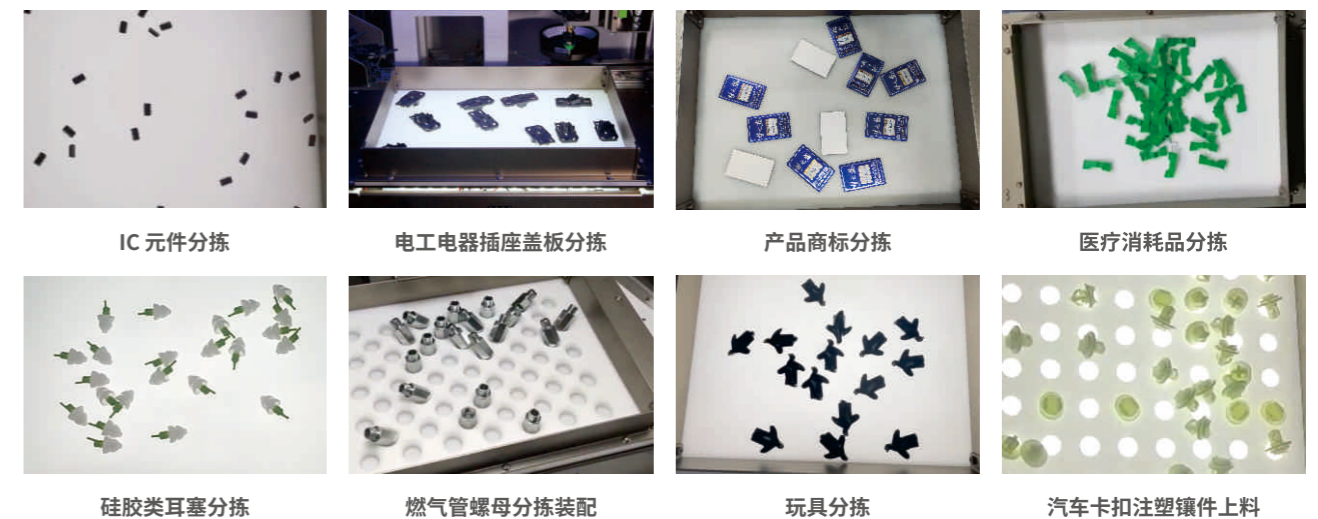 IC 元件分拣
电工电器插座盖板分拣
产品商标分拣
医疗消耗品分拣
硅胶类耳塞分拣
燃气管螺母分拣装配
玩具分拣
汽车卡扣注塑镶件上料